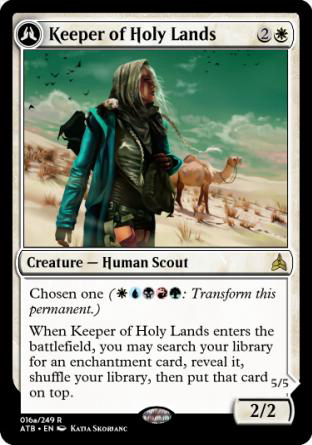 Keeper of Holy Lands 2
Creature — Human Scout
Chosen one (: Transform this
permanent.)
When Keeper of Holy Lands enters the
battlefield, you may search your library
for an enchantment card, reveal it,
shuffle your library, then put that card
on top.
5/5
2/2
016a/249 R
ATB • EN Katia Skorjanc